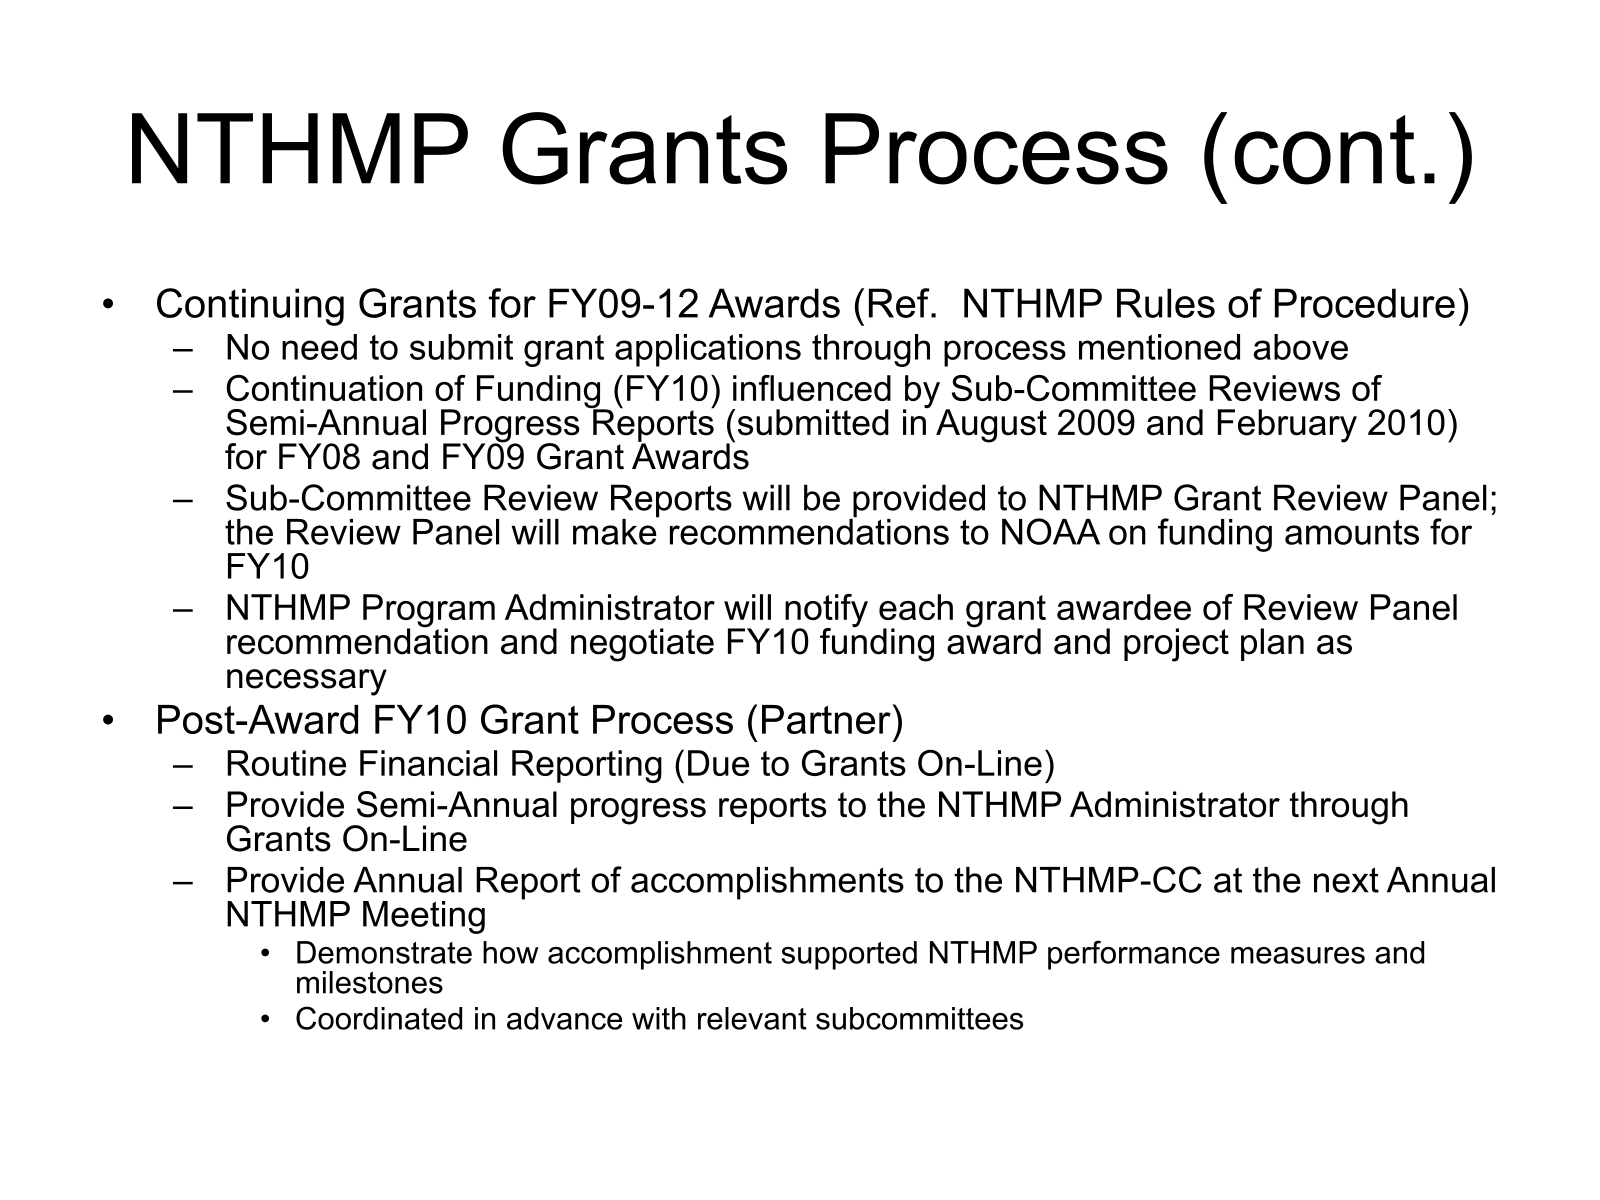 NTHMP Grants Process (cont.)
• Continuing Grants for FY09-12 Awards (Ref.  NTHMP Rules of Procedure)
– No need to submit grant applications through process mentioned above
– Continuation of Funding (FY10) influenced by Sub-Committee Reviews of
Semi-Annual Progress Reports (submitted in August 2009 and February 2010)
for FY08 and FY09 Grant Awards
– Sub-Committee Review Reports will be provided to NTHMP Grant Review Panel;
the Review Panel will make recommendations to NOAA on funding amounts for
FY10
– NTHMP Program Administrator will notify each grant awardee of Review Panel
recommendation and negotiate FY10 funding award and project plan as
necessary
• Post-Award FY10 Grant Process (Partner)
– Routine Financial Reporting (Due to Grants On-Line)
– Provide Semi-Annual progress reports to the NTHMP Administrator through
Grants On-Line
– Provide Annual Report of accomplishments to the NTHMP-CC at the next Annual
NTHMP Meeting
• Demonstrate how accomplishment supported NTHMP performance measures and
milestones
• Coordinated in advance with relevant subcommittees